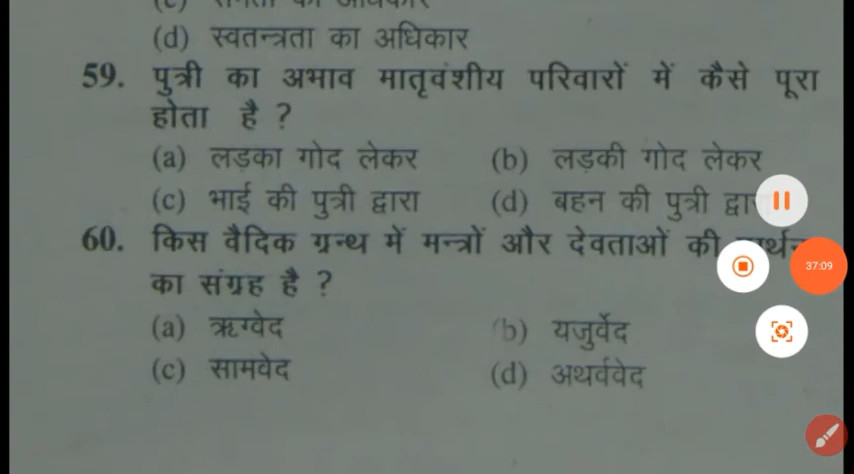 (d) स्वतन्त्रता का अधिकार
59. पुत्री का अभाव मातृवंशीय परिवारों में कैसे पूरा
होता है ?
(a) लड़का गोद लेकर (b) लड़की गोद लेकर
(c) भाई की पुत्री द्वारा (d) बहन की पुत्री
60. किस वैदिक ग्रन्थ में मन्त्रों और देवताओं की
का संग्रह है ?
(a) ऋग्वेद (b) यजुर्वेद
(c) सामवेद (d) अथर्ववेद
37:09